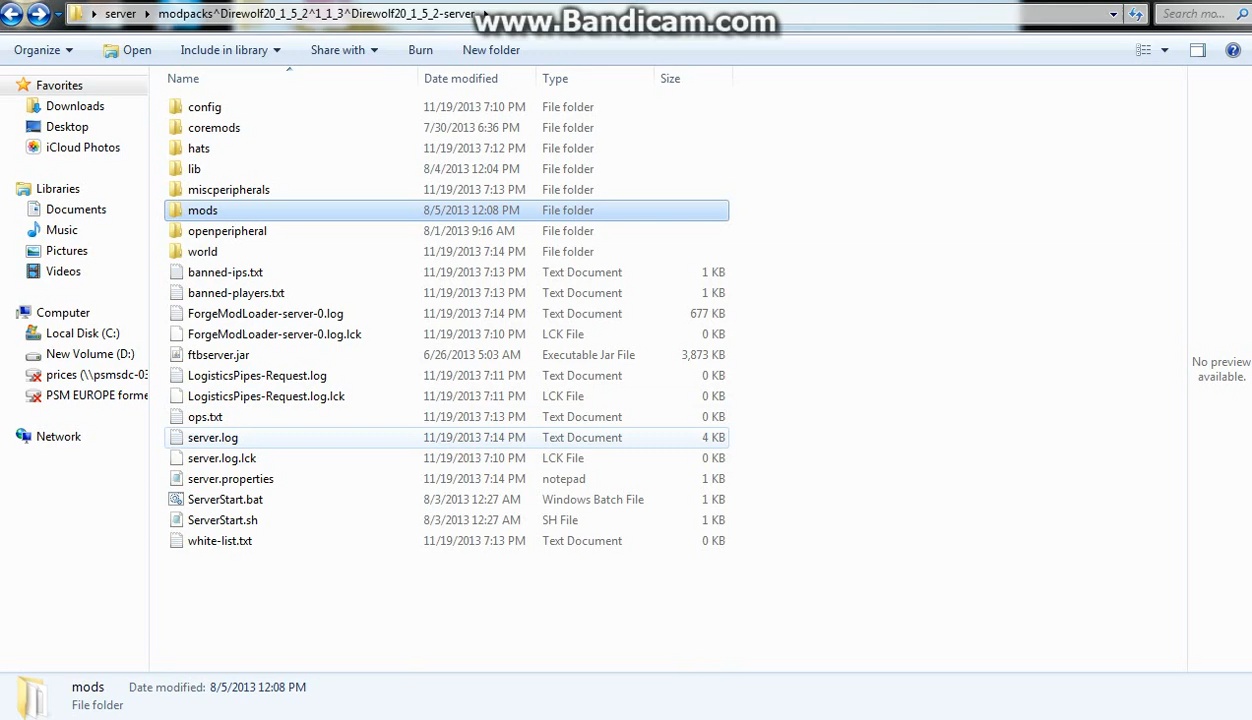 server modpacks^Direwolf20_1_5_2^1_1_3^Direwolf20_1_5_2-server Search mo...
www.Bandicam.com
Organize Open Include in library Share with Burn New folder
Name Date modified Type Size
Favorites
Downloads
Desktop
iCloud Photos
Libraries
Documents
Music
Pictures
Videos
Computer
Local Disk (C:)
New Volume (D:)
prices (\\psmsdc-03
PSM EUROPE forme
Network
config 11/19/2013 7:10 PM File folder
coremods 7/30/2013 6:36 PM File folder
hats 11/19/2013 7:12 PM File folder
lib 8/4/2013 12:04 PM File folder
miscperipherals 11/19/2013 7:13 PM File folder
mods 8/5/2013 12:08 PM File folder
openperipheral 8/1/2013 9:16 AM File folder
world 11/19/2013 7:14 PM File folder
banned-ips.txt 11/19/2013 7:13 PM Text Document 1 KB
banned-players.txt 11/19/2013 7:13 PM Text Document 1 KB
ForgeModLoader-server-0.log 11/19/2013 7:14 PM Text Document 677 KB
ForgeModLoader-server-0.log.lck 11/19/2013 7:10 PM LCK File 0 KB
ftbserver.jar 6/26/2013 5:03 AM Executable Jar File 3,873 KB
LogisticsPipes-Request.log 11/19/2013 7:11 PM Text Document 0 KB
LogisticsPipes-Request.log.lck 11/19/2013 7:11 PM LCK File 0 KB
ops.txt 11/19/2013 7:13 PM Text Document 0 KB
server.log 11/19/2013 7:14 PM Text Document 4 KB
server.log.lck 11/19/2013 7:10 PM LCK File 0 KB
server.properties 11/19/2013 7:14 PM notepad 1 KB
ServerStart.bat 8/3/2013 12:27 AM Windows Batch File 1 KB
ServerStart.sh 8/3/2013 12:27 AM SH File 1 KB
white-list.txt 11/19/2013 7:13 PM Text Document 0 KB
No preview
available.
mods Date modified: 8/5/2013 12:08 PM
File folder